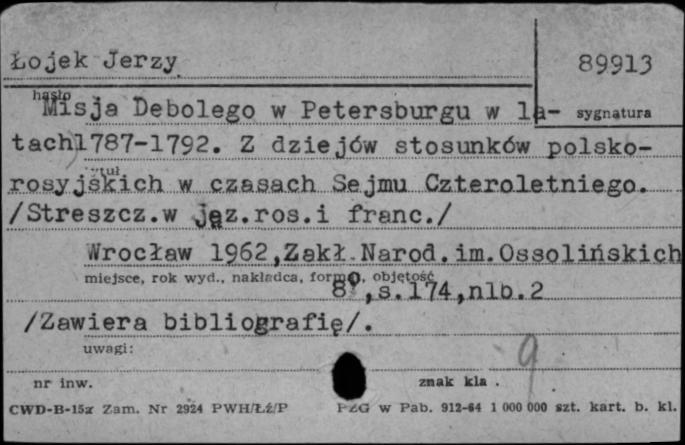 Łojek Jerzy
89913
hasło
sygnatura
Misja Debolego w Petersburgu w la-
tach 1787-1792. Z dziejów stosunków polsko-
tytuł
rosyjskich w czasach Sejmu Czteroletniego.
/Streszcz.w jęz.ros.i franc./
Wrocław 1962,Zakł.Narod.im.Ossolińskich
miejsce, rok wyd., nakładca, format, objętość
8°,s.174,nlb.2
/Zawiera bibliografię/.
uwagi:
9
nr inw.
znak kla .
CWD-B-15x Zam. Nr 2924 PWH/Łź/P
PZG w Pab. 912-64 1 000 000 szt. kart. b. kl.